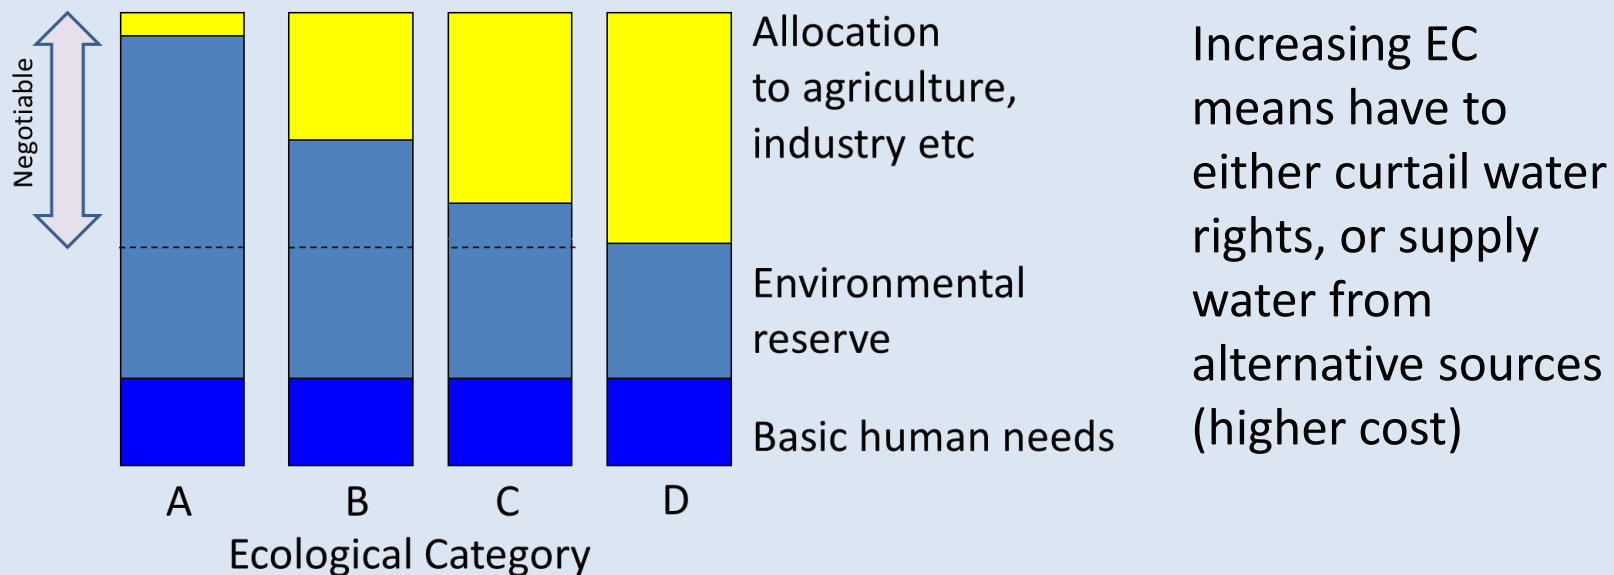 Negotiable
Allocation
to agriculture,
industry etc
Environmental
reserve
Basic human needs
A
B
C
D
Ecological Category
Increasing EC
means have to
either curtail water
rights, or supply
water from
alternative sources
(higher cost)